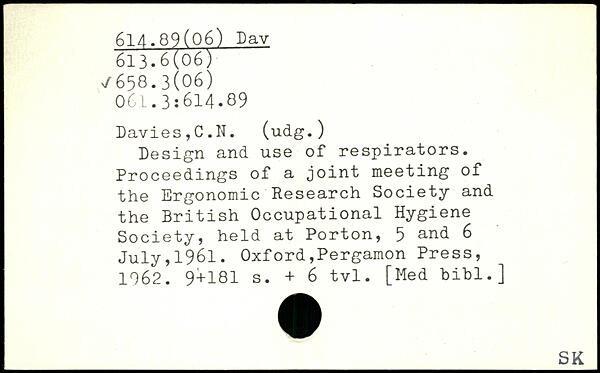 614.89(06) Dav
613.6(06)
✓658.3(06)
061.3:614.89
Davies,C.N. (udg.)
Design and use of respirators.
Proceedings of a joint meeting of
the Ergonomic Research Society and
the British Occupational Hygiene
Society, held at Porton, 5 and 6
July,1961. Oxford,Pergamon Press,
1962. 9+181 s. + 6 tvl. [Med bibl.]
SK